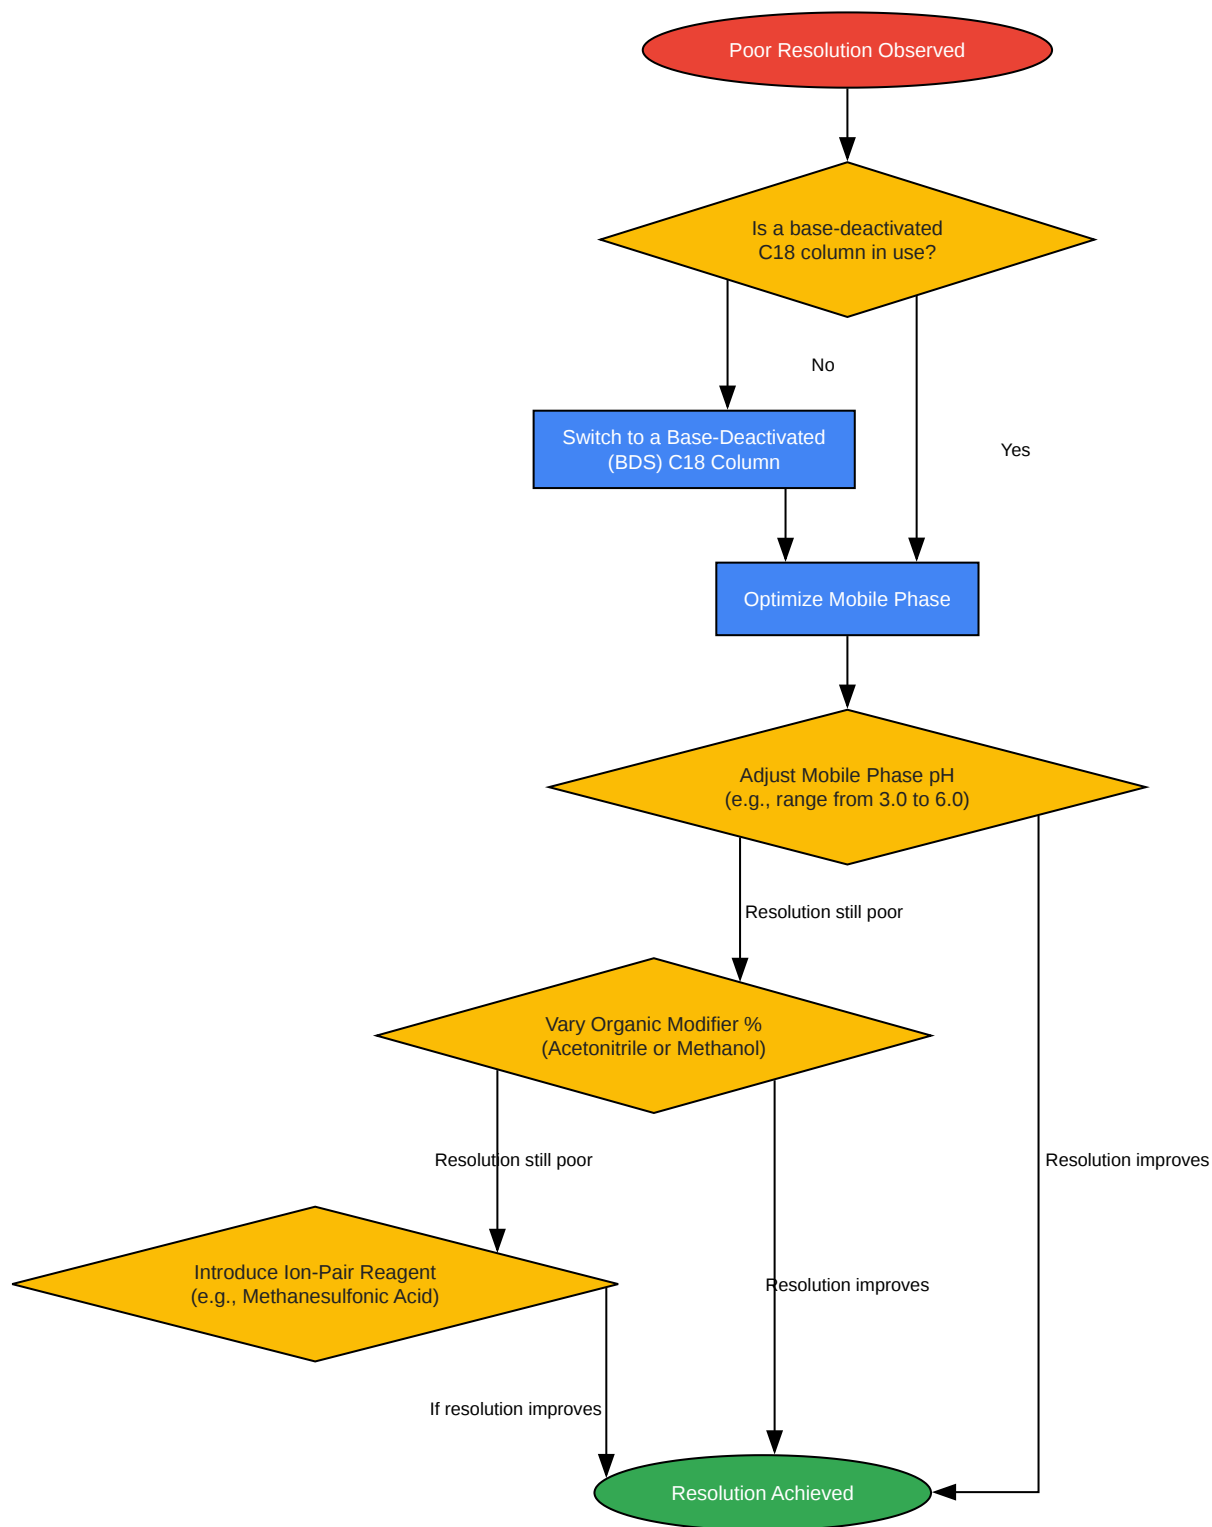 Poor Resolution Observed
Is a base-deactivated
C18 column in use?
No
Switch to a Base-Deactivated
(BDS) C18 Column
Yes
Optimize Mobile Phase
Adjust Mobile Phase pH
(e.g., range from 3.0 to 6.0)
Resolution still poor
Vary Organic Modifier %
(Acetonitrile or Methanol)
Resolution still poor
Resolution improves
Introduce Ion-Pair Reagent
(e.g., Methanesulfonic Acid)
Resolution improves
If resolution improves
Resolution Achieved